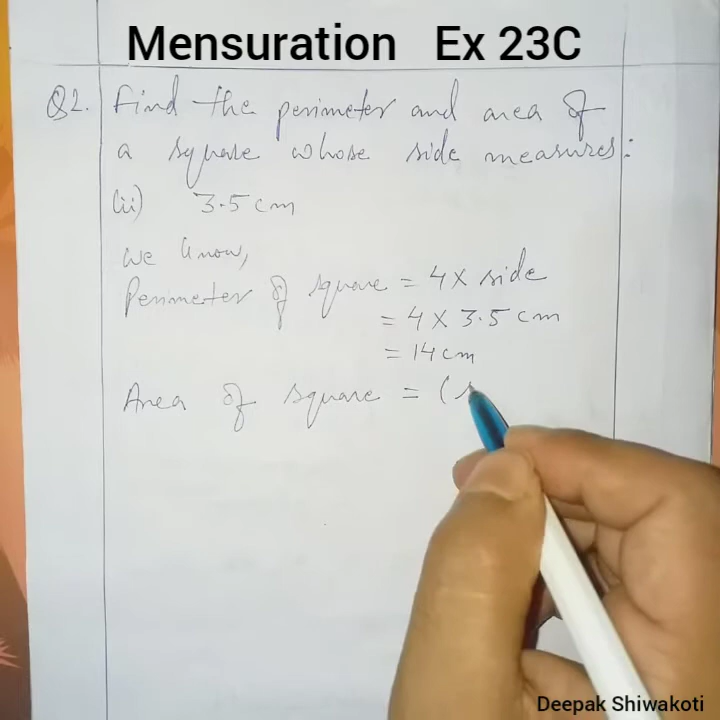 Mensuration Ex 23C
Q2. Find the perimeter and area of
a square whose side measures:
(ii) 3.5 cm
we know,
Perimeter of square = 4 X side
= 4 X 3.5 cm
= 14 cm
Area of square = (s
Deepak Shiwakoti